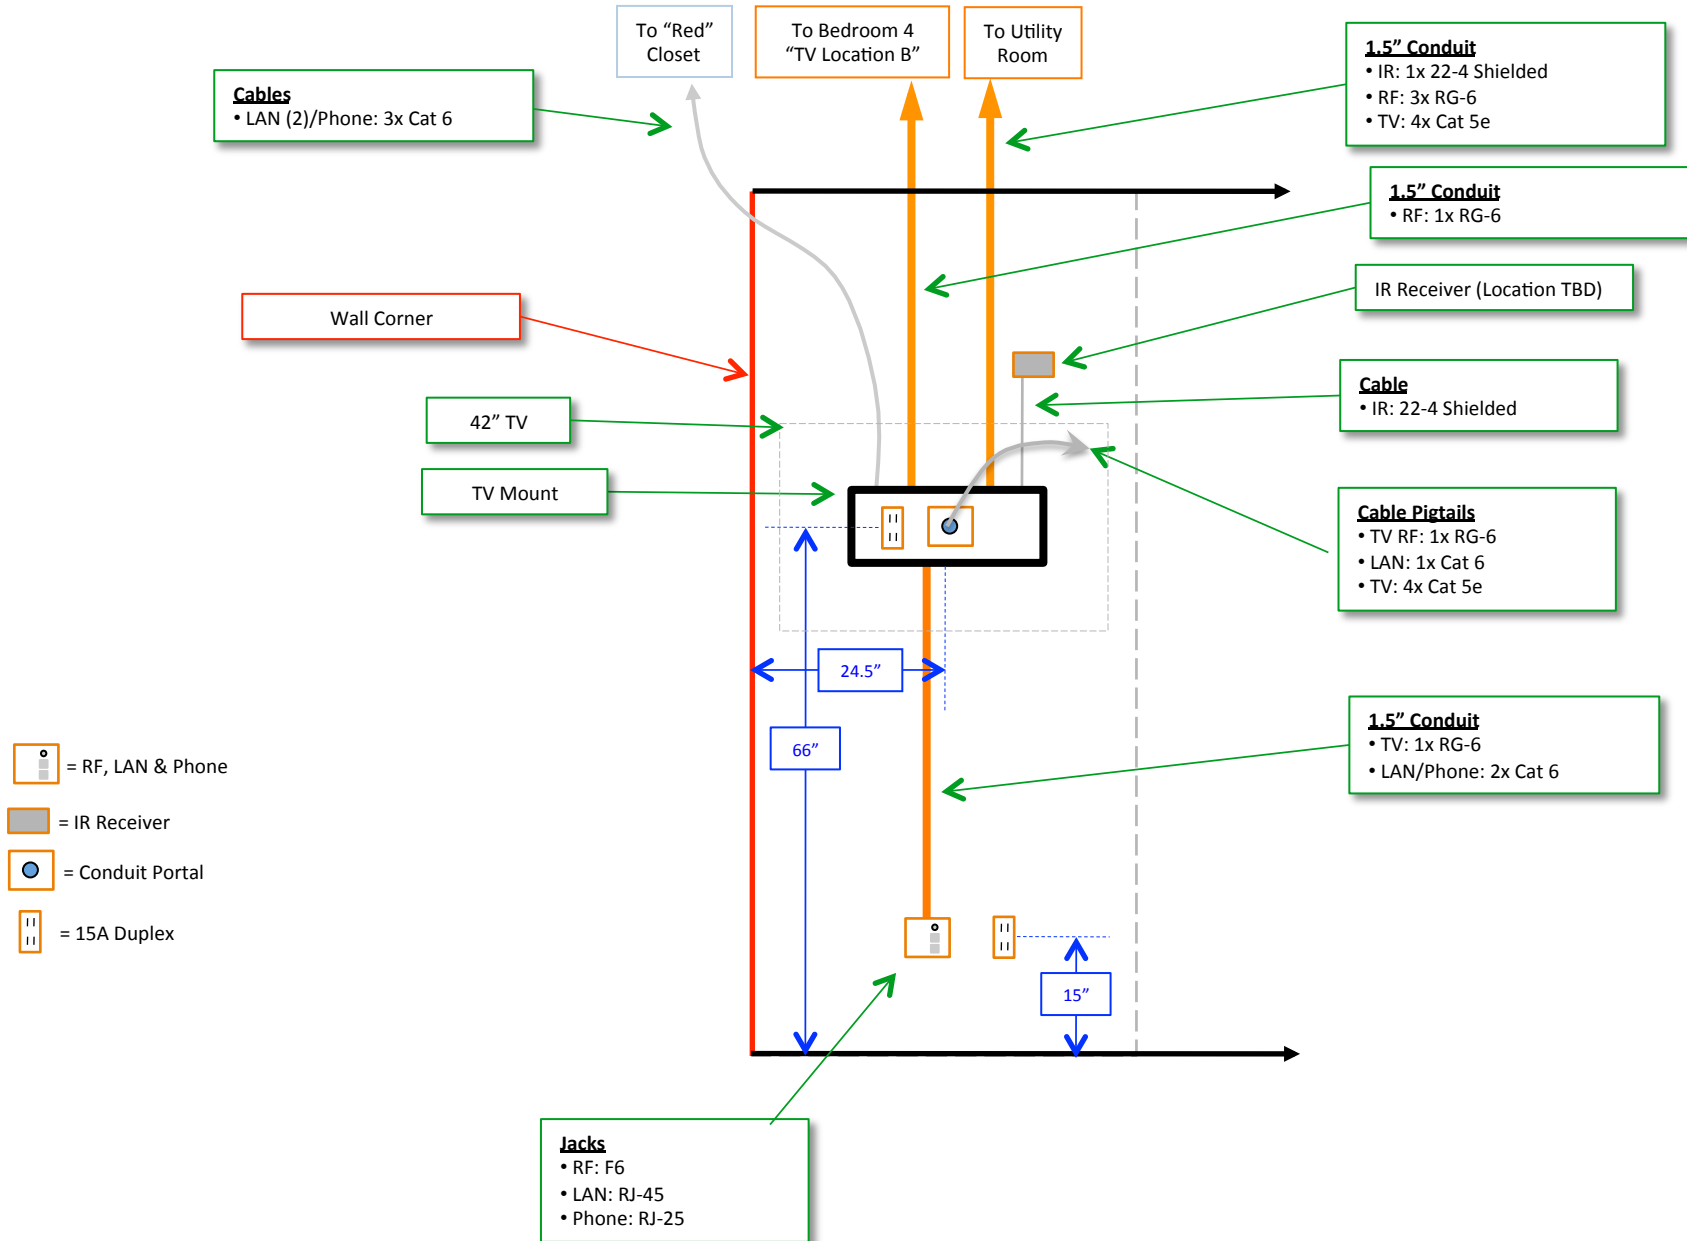 To “Red”
Closet
To Bedroom 4
“TV Location B”
To Utility
Room
1.5” Conduit
• IR: 1x 22-4 Shielded
• RF: 3x RG-6
• TV: 4x Cat 5e
Cables
• LAN (2)/Phone: 3x Cat 6
1.5” Conduit
• RF: 1x RG-6
IR Receiver (Location TBD)
Wall Corner
Cable
• IR: 22-4 Shielded
42” TV
TV Mount
Cable Pigtails
• TV RF: 1x RG-6
• LAN: 1x Cat 6
• TV: 4x Cat 5e
24.5”
66”
1.5” Conduit
• TV: 1x RG-6
• LAN/Phone: 2x Cat 6
= RF, LAN & Phone
= IR Receiver
= Conduit Portal
= 15A Duplex
15”
Jacks
• RF: F6
• LAN: RJ-45
• Phone: RJ-25